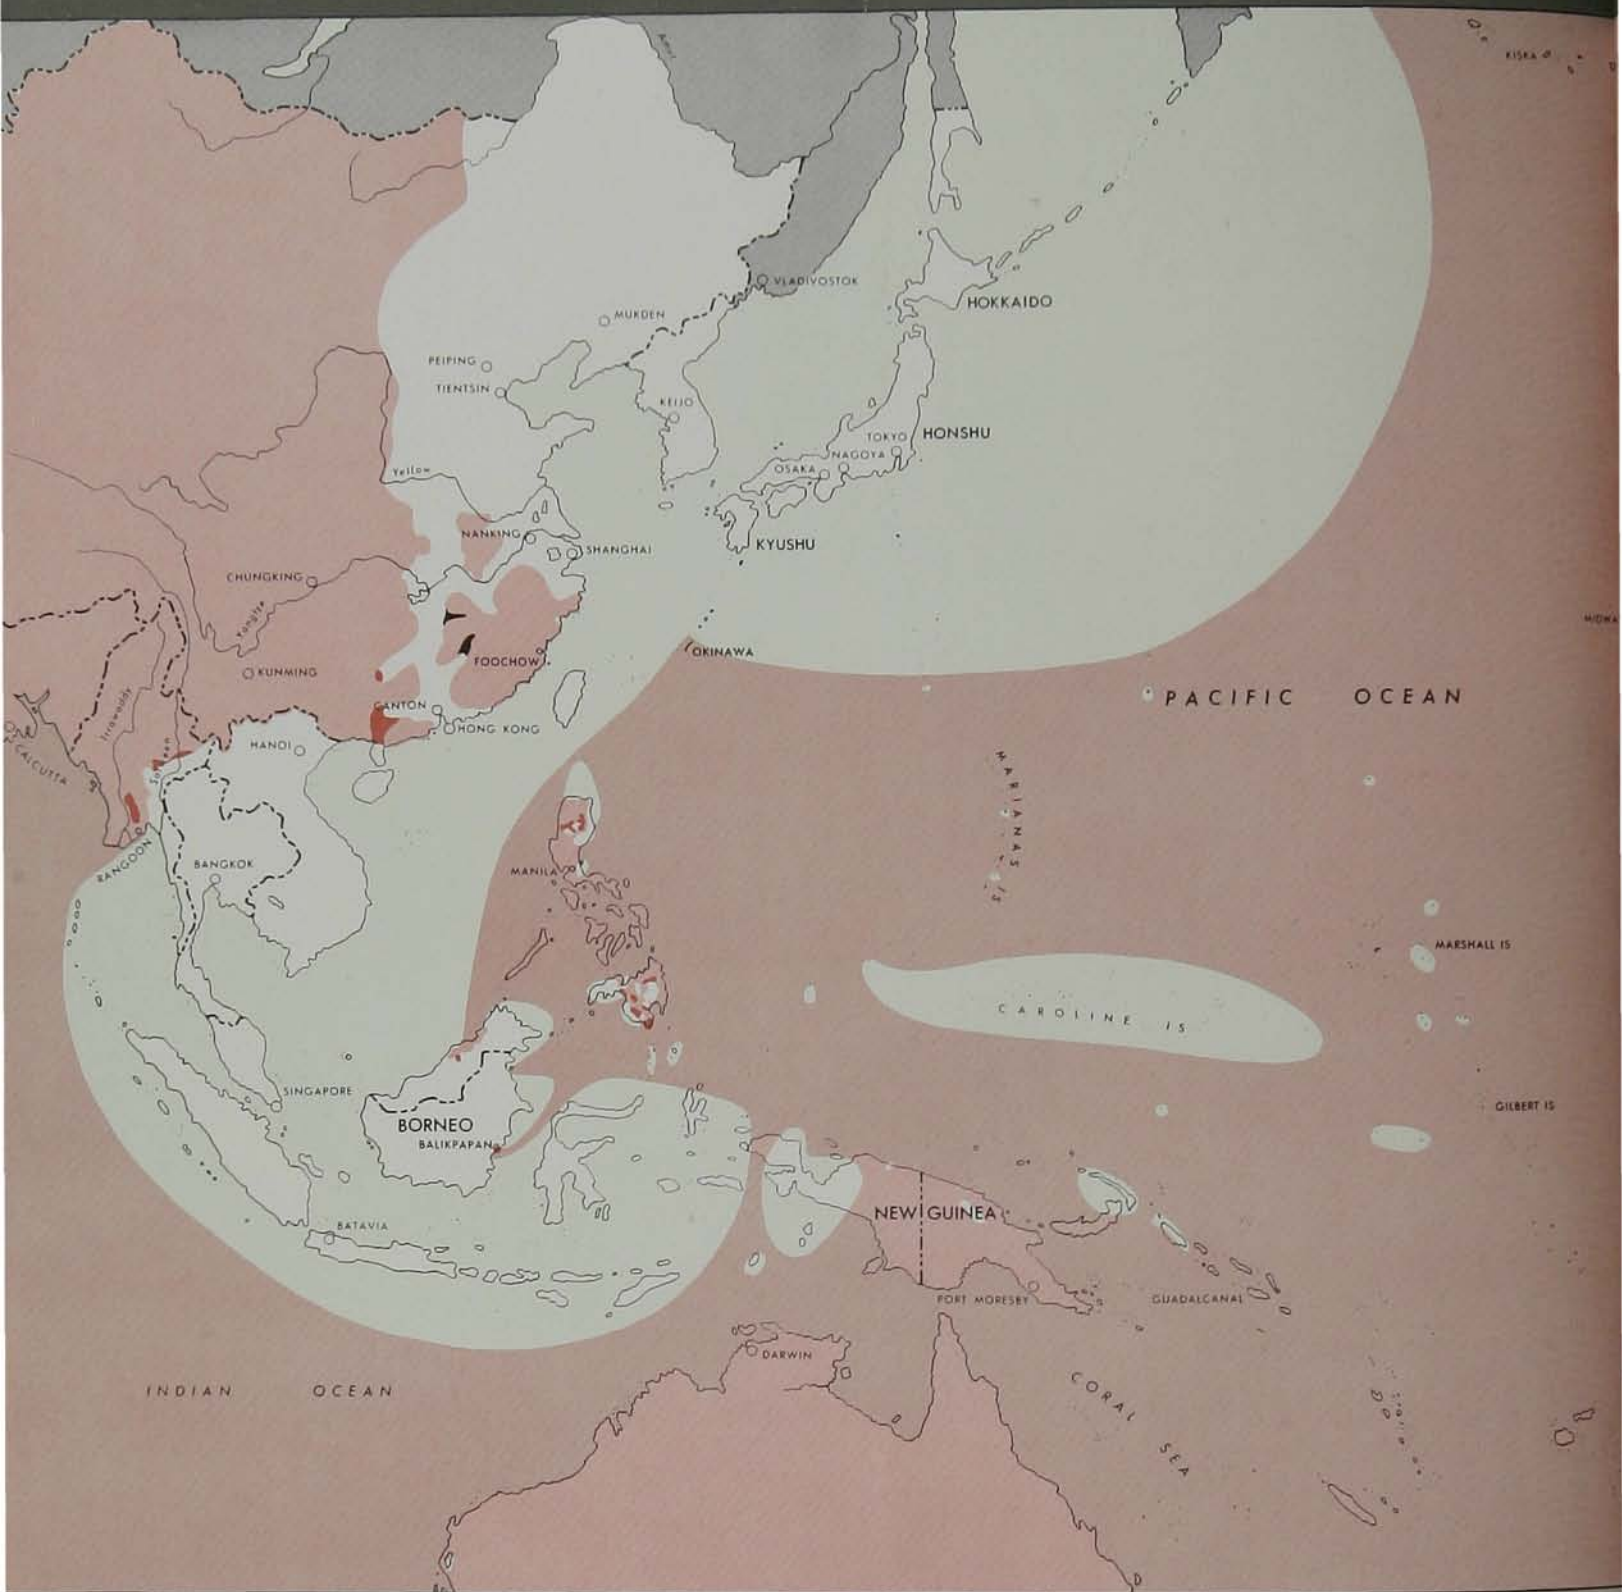 Amur
KISKA
VLADIVOSTOK
HOKKAIDO
MUKDEN
PEIPING
TIENTSIN
KEIJO
TOKYO
HONSHU
NAGOYA
OSAKA
Yellow
NANKING
SHANGHAI
KYUSHU
CHUNGKING
Yangtze
MIDWA
OKINAWA
FOOCHOW
KUNMING
Irrawaddy
PACIFIC OCEAN
CANTON
HONG KONG
HANOI
CALCUTTA
MARIANAS IS
RANGOON
BANGKOK
MANILA
MARSHALL IS
CAROLINE IS
SINGAPORE
GILBERT IS
BORNEO
BALIKPAPAN
BATAVIA
NEW GUINEA
PORT MORESBY
GUADALCANAL
DARWIN
INDIAN OCEAN
CORAL SEA